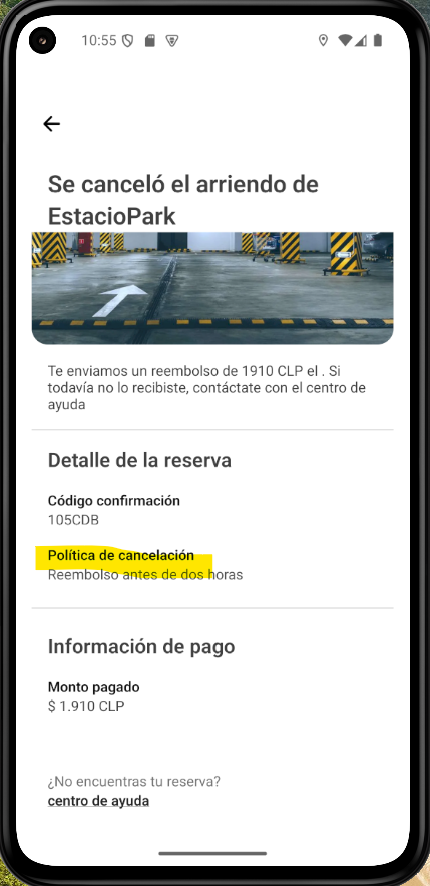 10:55
Se canceló el arriendo de
EstacioPark
Te enviamos un reembolso de 1910 CLP el . Si
todavía no lo recibiste, contáctate con el centro de
ayuda
Detalle de la reserva
Código confirmación
105CDB
Política de cancelación
Reembolso antes de dos horas
Información de pago
Monto pagado
$ 1.910 CLP
¿No encuentras tu reserva?
centro de ayuda